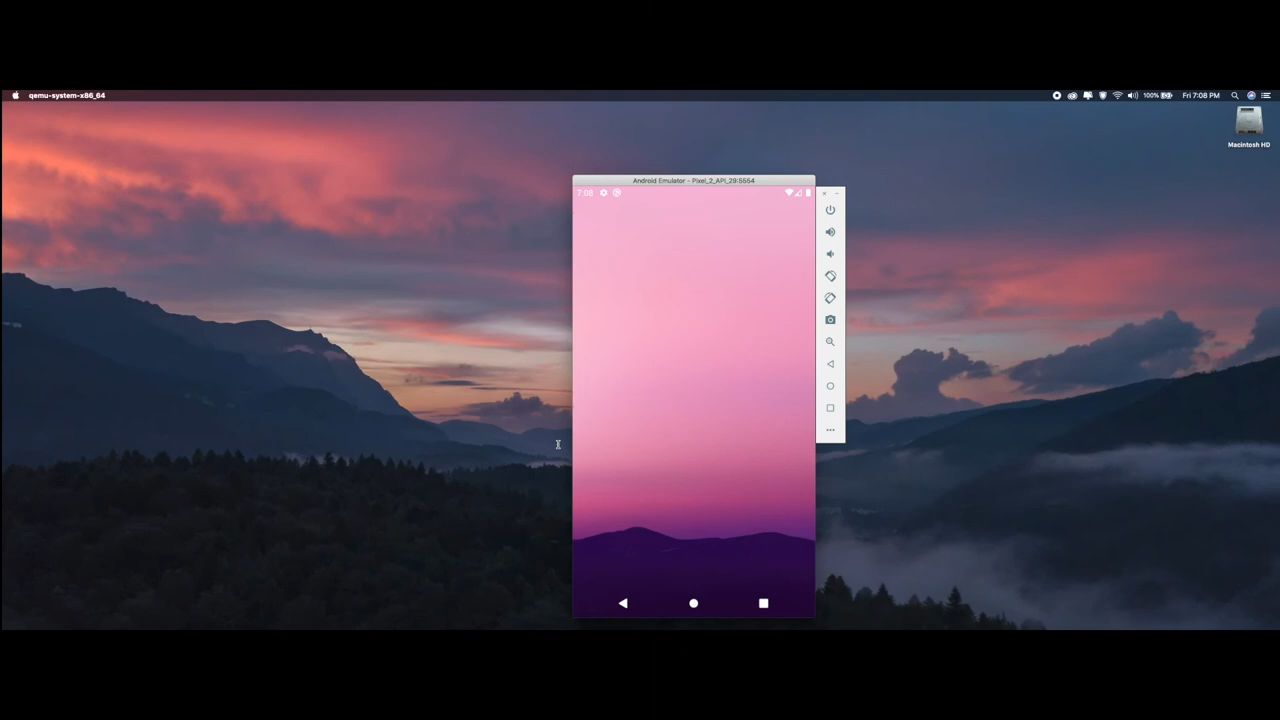 qemu-system-x86_64
100%
Fri 7:08 PM
Macintosh HD
Android Emulator - Pixel_2_API_29:5554
7:08